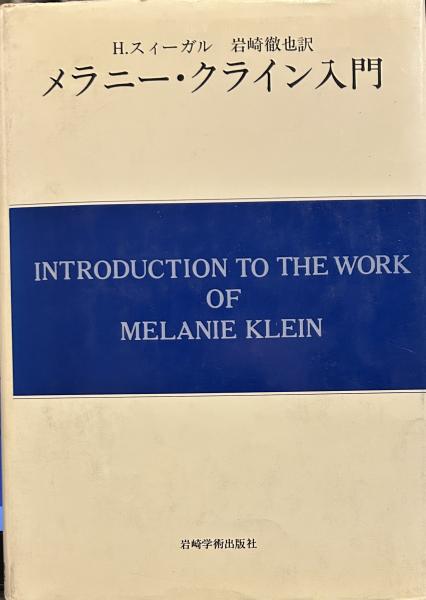 H.スィーガル 岩崎徹也訳
メラニー・クライン入門
INTRODUCTION TO THE WORK
OF
MELANIE KLEIN
岩崎学術出版社